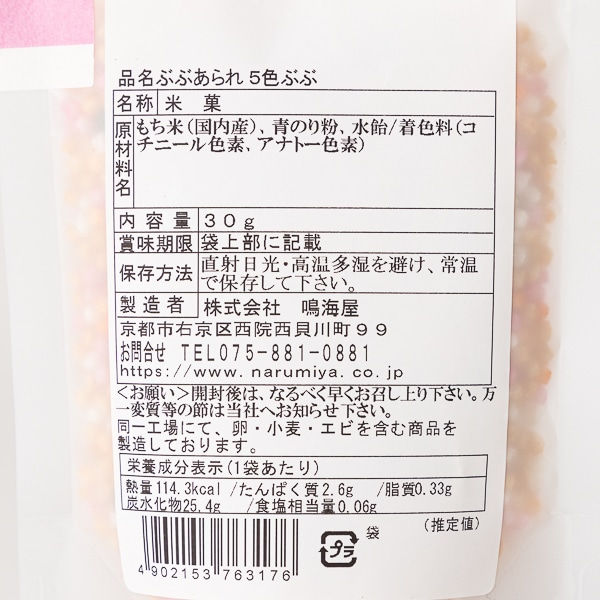 品名ぶぶあられ 5色ぶぶ
名称 米 菓
原材料名 もち米(国内産)、青のり粉、水飴/着色料(コ
チニール色素、アナトー色素)
内 容 量 30g
賞味期限 袋上部に記載
保存方法 直射日光・高温多湿を避け、常温
で保存して下さい。
製 造 者 株式会社 鳴海屋
京都市右京区西院西貝川町99
お問合せ TEL075-881-0881
https://www.narumiya.co.jp
<お願い>開封後は、なるべく早くお召し上り下さい。万
一変質等の節は当社へお知らせ下さい。
同一工場にて、卵・小麦・エビを含む商品を
製造しております。
栄養成分表示(1袋あたり)
熱量114.3kcal /たんぱく質2.6g /脂質0.33g
炭水化物25.4g /食塩相当量0.06g
(推定値)
プラ 袋
4 902153 763176